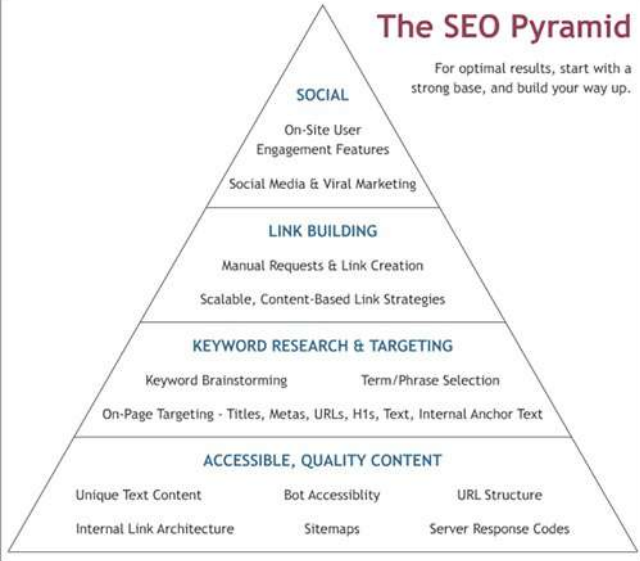 The SEO Pyramid
For optimal results, start with a
strong base, and build your way up.
SOCIAL
On-Site User
Engagement Features
Social Media & Viral Marketing
LINK BUILDING
Manual Requests & Link Creation
Scalable, Content-Based Link Strategies
KEYWORD RESEARCH & TARGETING
Keyword Brainstorming Term/Phrase Selection
On-Page Targeting - Titles, Metas, URLs, H1s, Text, Internal Anchor Text
ACCESSIBLE, QUALITY CONTENT
Unique Text Content Bot Accessiblity URL Structure
Internal Link Architecture Sitemaps Server Response Codes